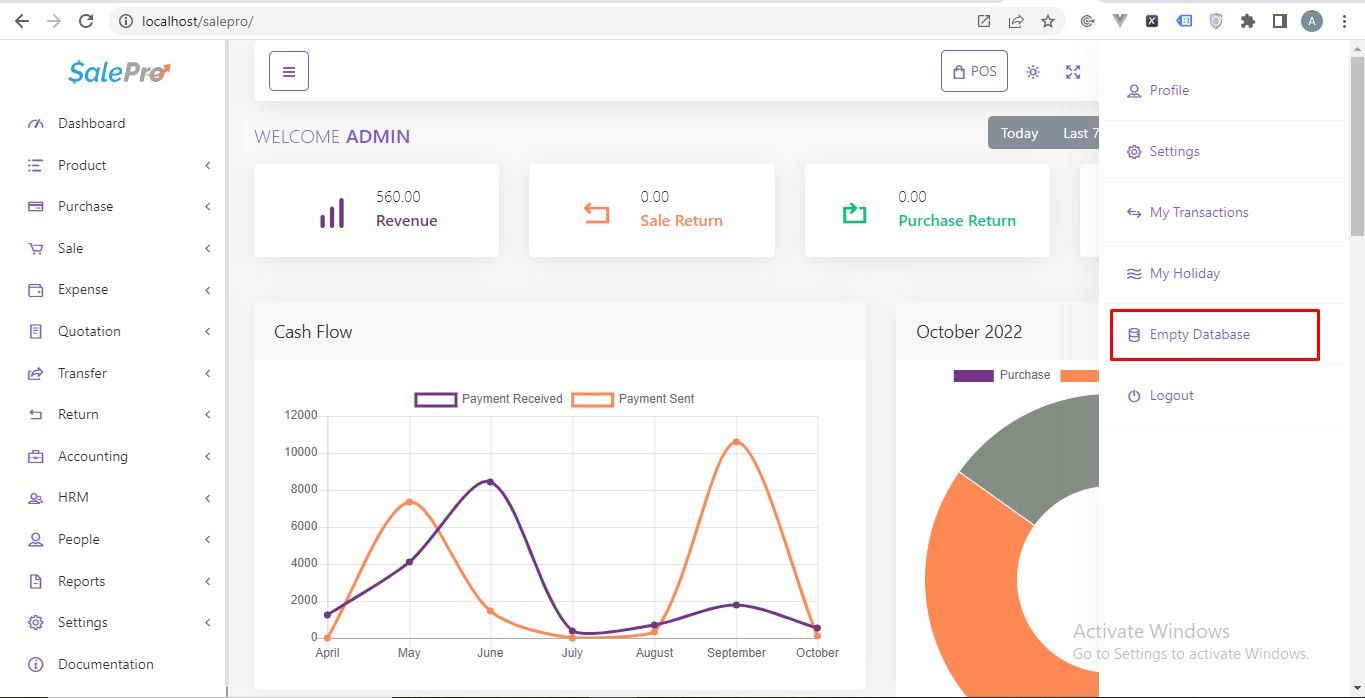 localhost/salepro/
A
SalePro
Dashboard
Product
Purchase
Sale
Expense
Quotation
Transfer
Return
Accounting
HRM
People
Reports
Settings
Documentation
POS
WELCOME ADMIN
Today
Last 7
560.00
Revenue
0.00
Sale Return
0.00
Purchase Return
Cash Flow
Payment Received
Payment Sent
12000
10000
8000
6000
4000
2000
0
April
May
June
July
August
September
October
October 2022
Purchase
Profile
Settings
My Transactions
My Holiday
Empty Database
Logout
Activate Windows
Go to Settings to activate Windows.